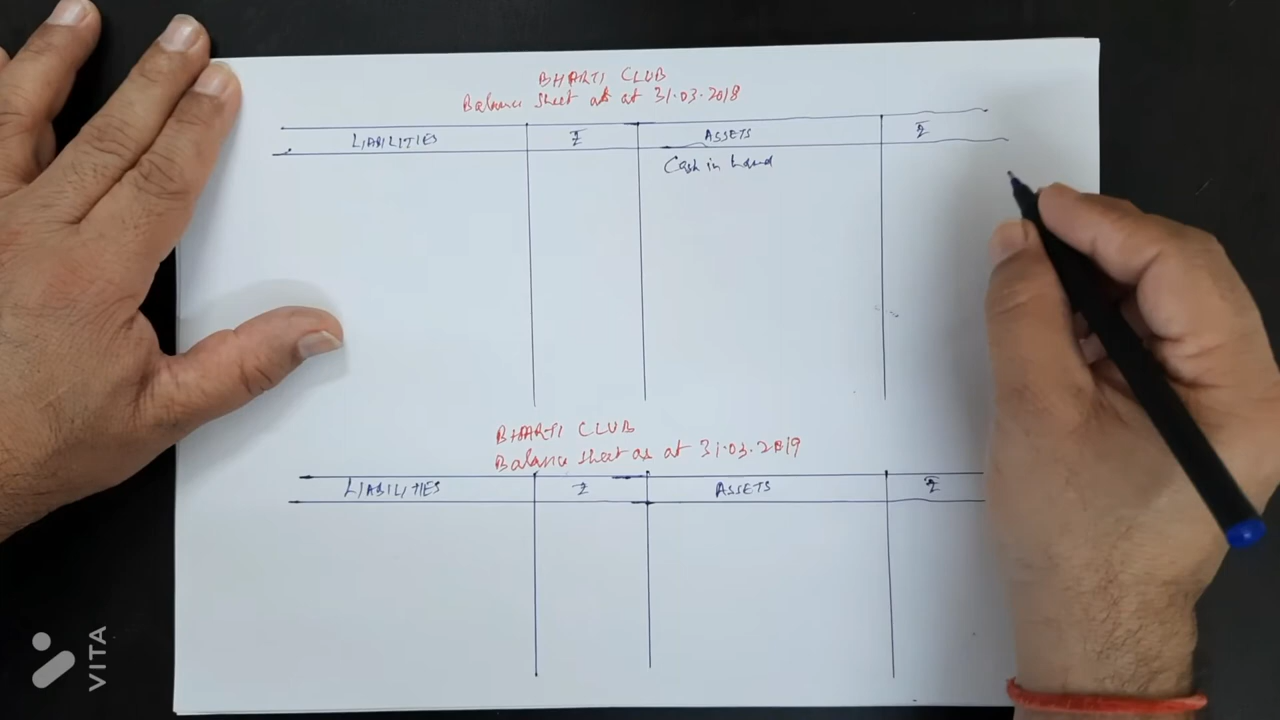 BHARTI CLUB
Balance sheet as at 31.03.2018
LIABILITIES ₹ ASSETS ₹
Cash in hand
BHARTI CLUB
Balance sheet as at 31.03.2019
LIABILITIES ₹ ASSETS ₹
VITA